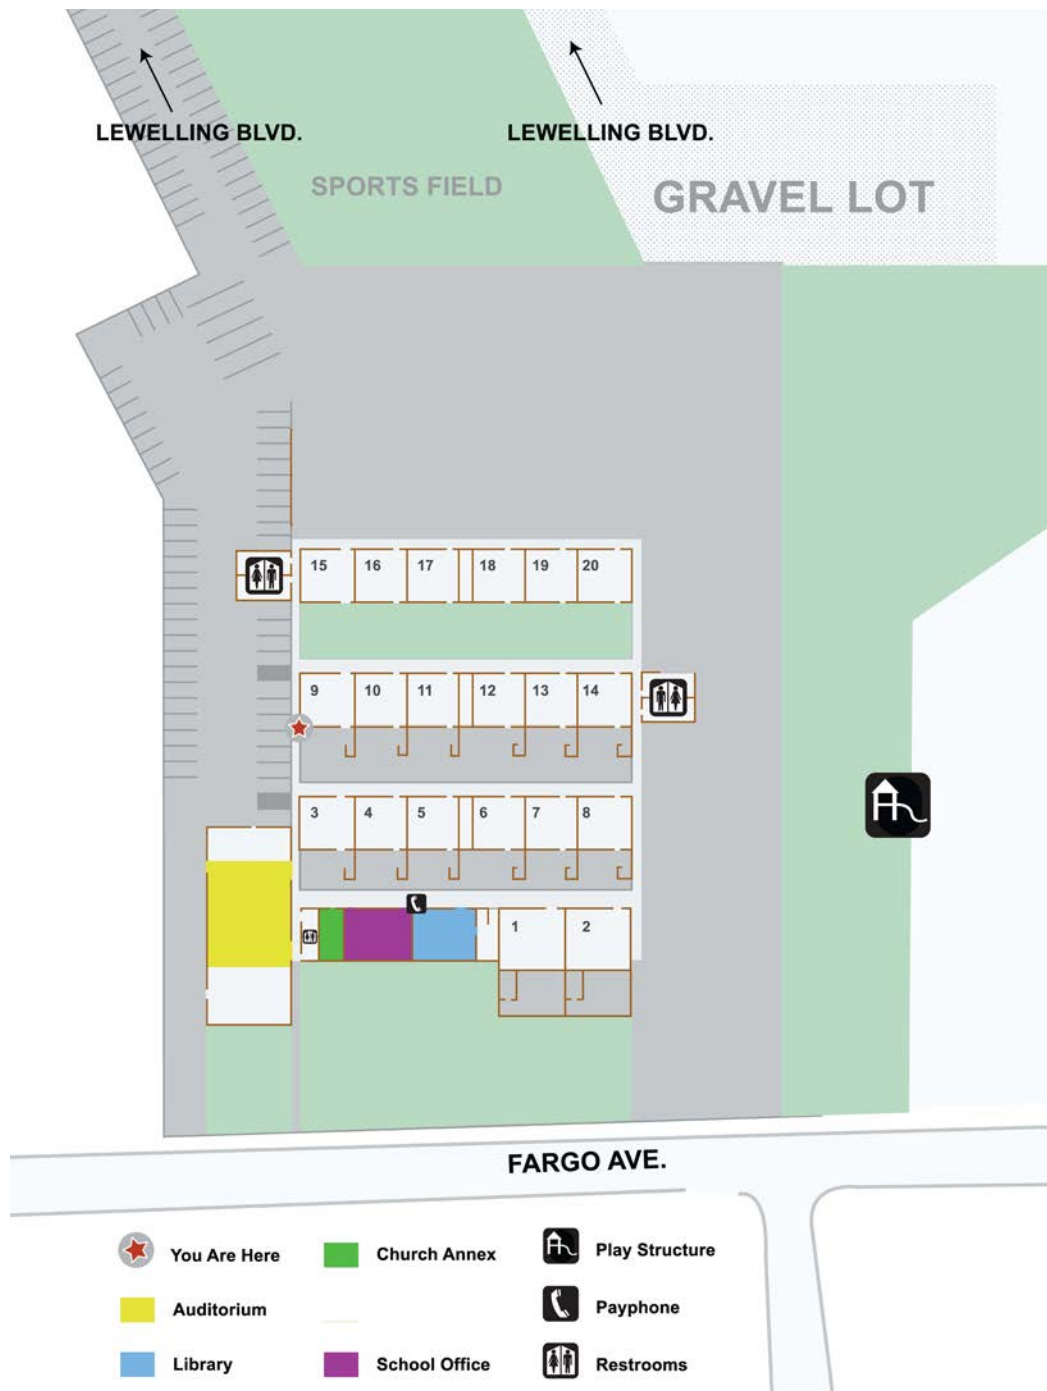 LEWELLING BLVD.
LEWELLING BLVD.
SPORTS FIELD
GRAVEL LOT
15 16 17 18 19 20
9 10 11 12 13 14
3 4 5 6 7 8
1 2
FARGO AVE.
You Are Here
Church Annex
Play Structure
Auditorium
Payphone
Library
School Office
Restrooms